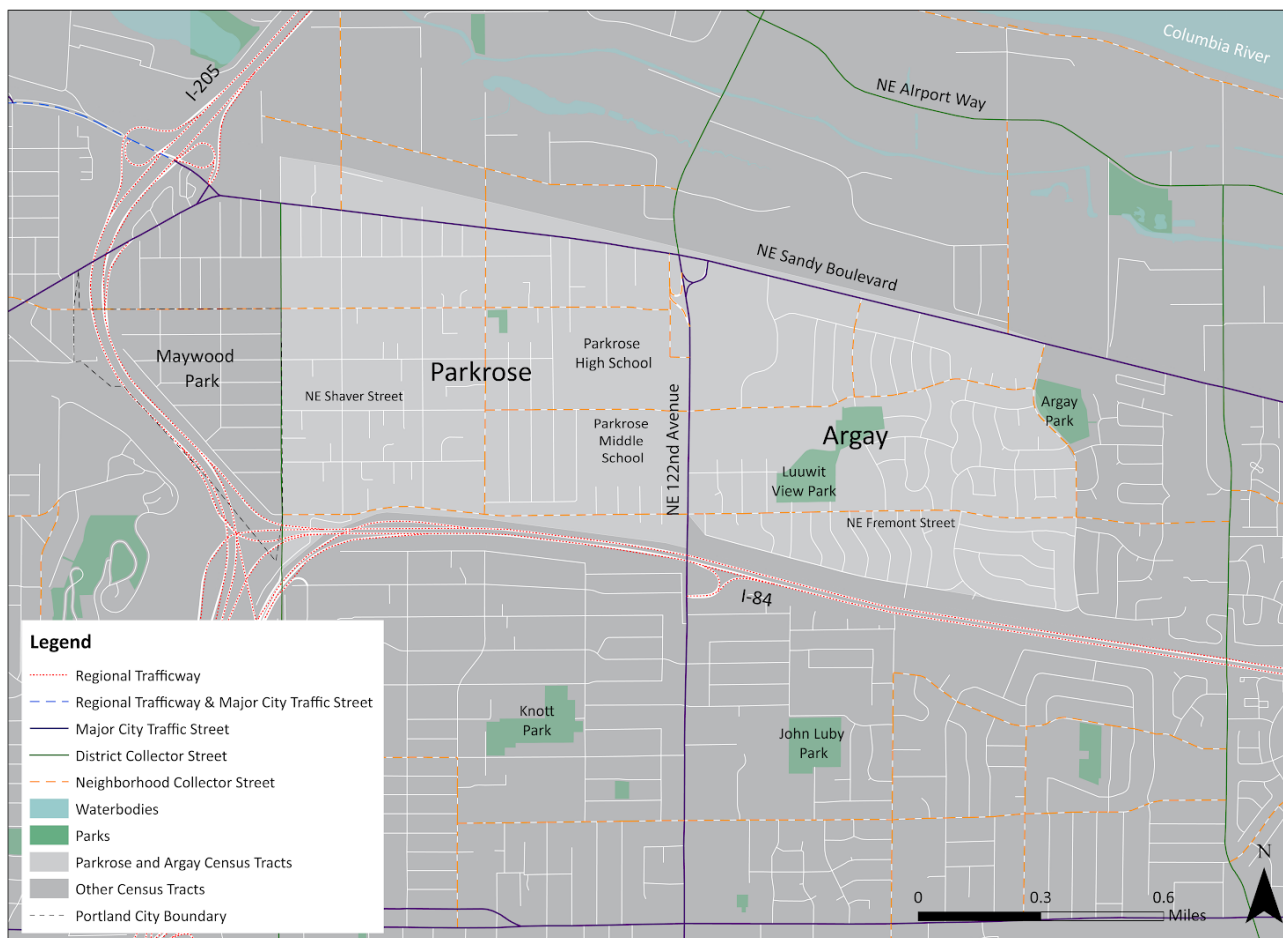 Columbia River
I-205
NE AIrport Way
NE Sandy Boulevard
Maywood
Park
Parkrose
Parkrose
High School
NE Shaver Street
Parkrose
Middle
School
NE 122nd Avenue
Argay
Argay
Park
Luuwit
View Park
NE Fremont Street
I-84
Knott
Park
John Luby
Park
Legend
Regional Trafficway
Regional Trafficway & Major City Traffic Street
Major City Traffic Street
District Collector Street
Neighborhood Collector Street
Waterbodies
Parks
Parkrose and Argay Census Tracts
Other Census Tracts
Portland City Boundary
N
0 0.3 0.6
Miles